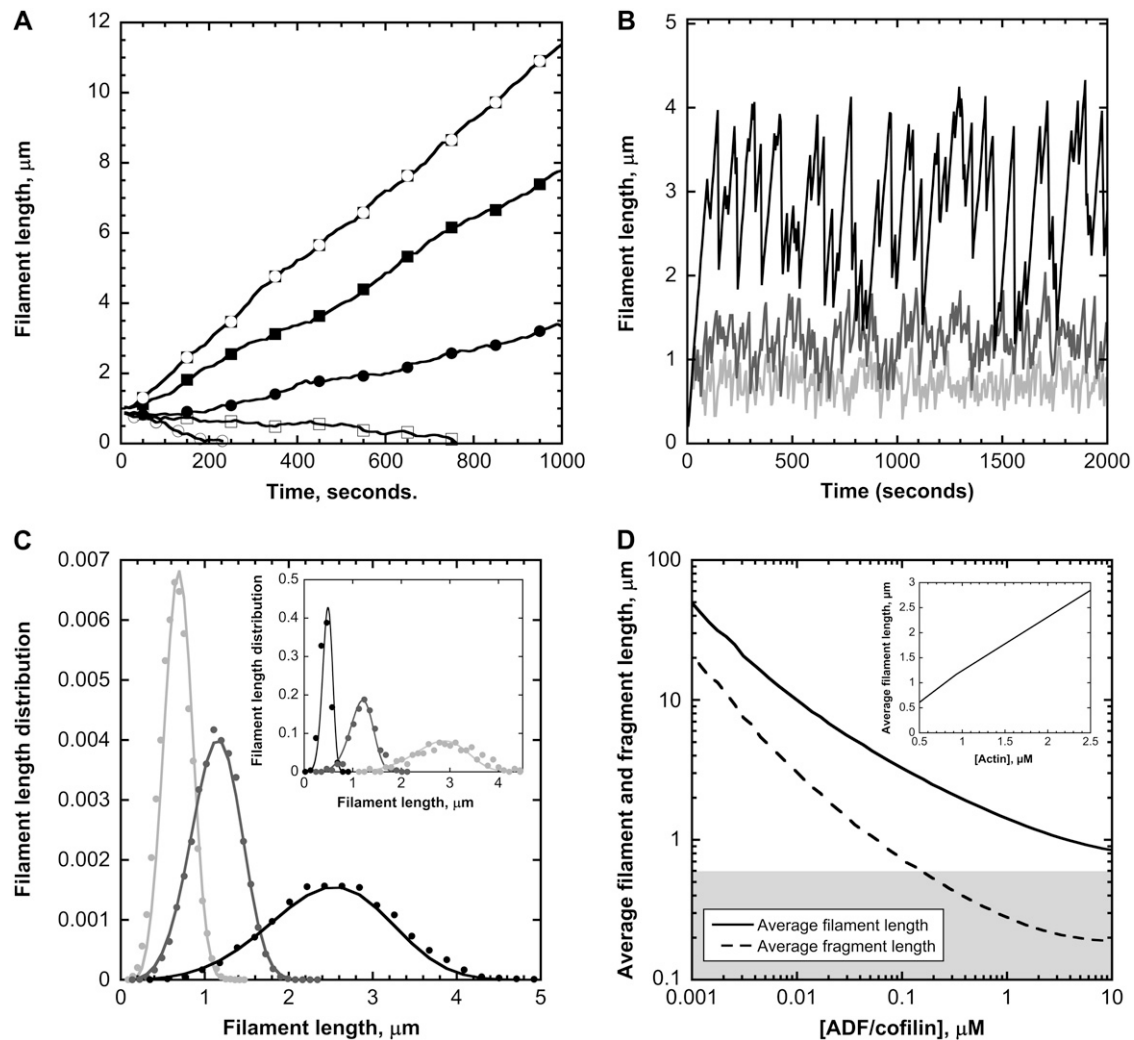 A
Filament length, μm
12
10
8
6
4
2
0
0 200 400 600 800 1000
Time, seconds.
B
Filament length, μm
5
4
3
2
1
0
0 500 1000 1500 2000
Time (seconds)
C
Filament length distribution
0.007
0.006
0.005
0.004
0.003
0.002
0.001
0
0 1 2 3 4 5
Filament length, μm
Filament length distribution
0.5
0.4
0.3
0.2
0.1
0
0 1 2 3 4
Filament length, μm
D
Average filament and fragment length, μm
100
10
1
0.1
0.001 0.01 0.1 1 10
[ADF/cofilin], μM
Average filament length
Average fragment length
Average filament length, μm
3
2.5
2
1.5
1
0.5
0
0.5 1 1.5 2 2.5
[Actin], μM